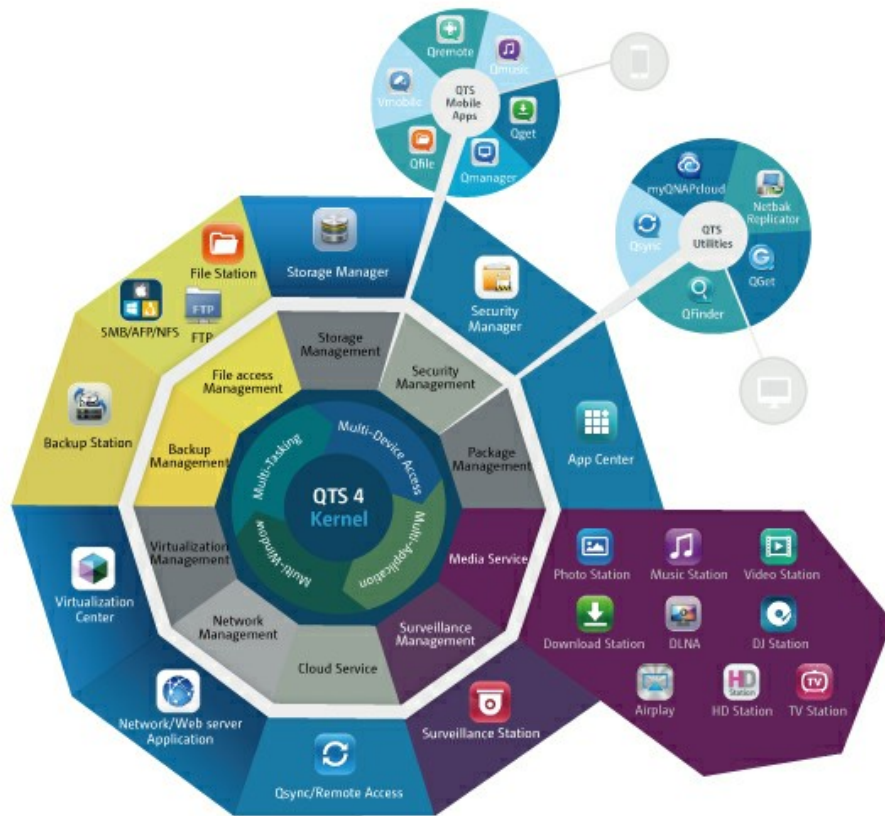 Qremote
Qmusic
Vmobile
QTS
Mobile
Apps
Qget
Qfile
Qmanager
myQNAPcloud
Netbak
Replicator
Qsync
QTS
Utilities
QGet
QFinder
File Station
Storage Manager
SMB/AFP/NFS
FTP
FTP
Security
Manager
Storage
Management
File access
Management
Security
Management
Backup Station
Backup
Management
Package
Management
App Center
Multi-Tasking
Multi-Device Access
QTS 4
Kernel
Multi-Window
Multi-Application
Virtualization
Management
Media Service
Virtualization
Center
Network
Management
Surveillance
Management
Cloud Service
Network/Web server
Application
Qsync/Remote Access
Surveillance Station
Photo Station
Music Station
Video Station
Download Station
DLNA
DJ Station
HD
Station
TV
Airplay
HD Station
TV Station